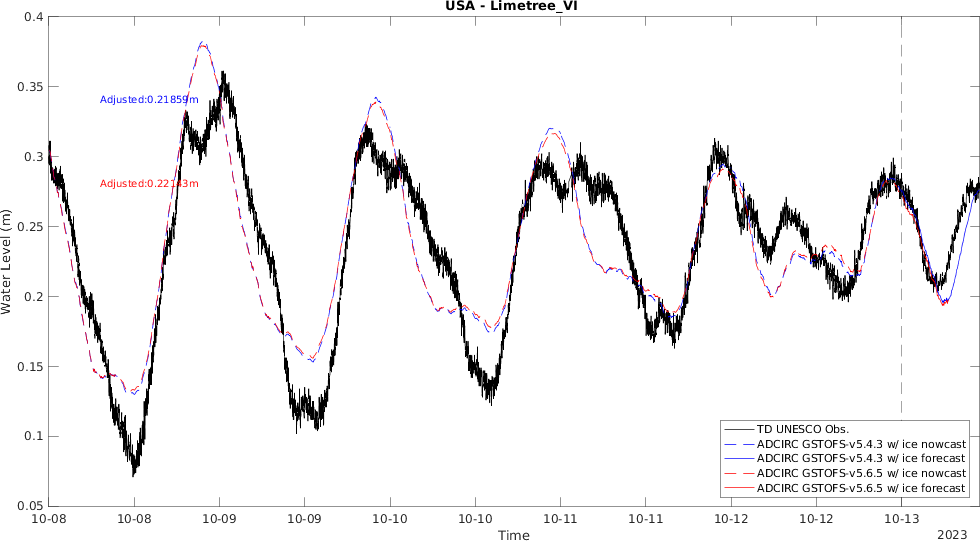 USA - Limetree_VI
0.4
0.35
0.3
0.25
0.2
0.15
0.1
0.05
Water Level (m)
Adjusted:0.21859m
Adjusted:0.22143m
TD UNESCO Obs.
ADCIRC GSTOFS-v5.4.3 w/ ice nowcast
ADCIRC GSTOFS-v5.4.3 w/ ice forecast
ADCIRC GSTOFS-v5.6.5 w/ ice nowcast
ADCIRC GSTOFS-v5.6.5 w/ ice forecast
10-08 10-08 10-09 10-09 10-10 10-10 10-11 10-11 10-12 10-12 10-13
Time
2023